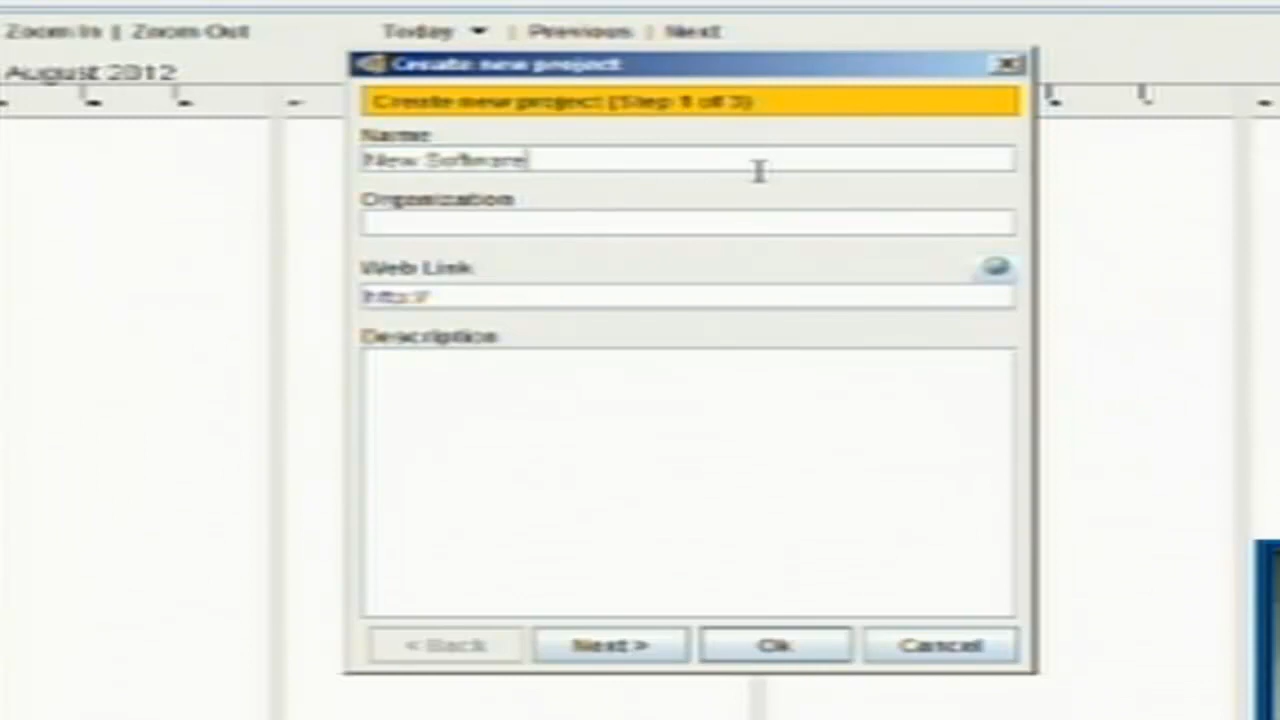 Zoom In | Zoom Out
Today | Previous | Next
August 2012
Create new project
Create new project (Step 1 of 3)
Name
New Software
Organization
Web Link
http://
Description
< Back
Next >
Ok
Cancel